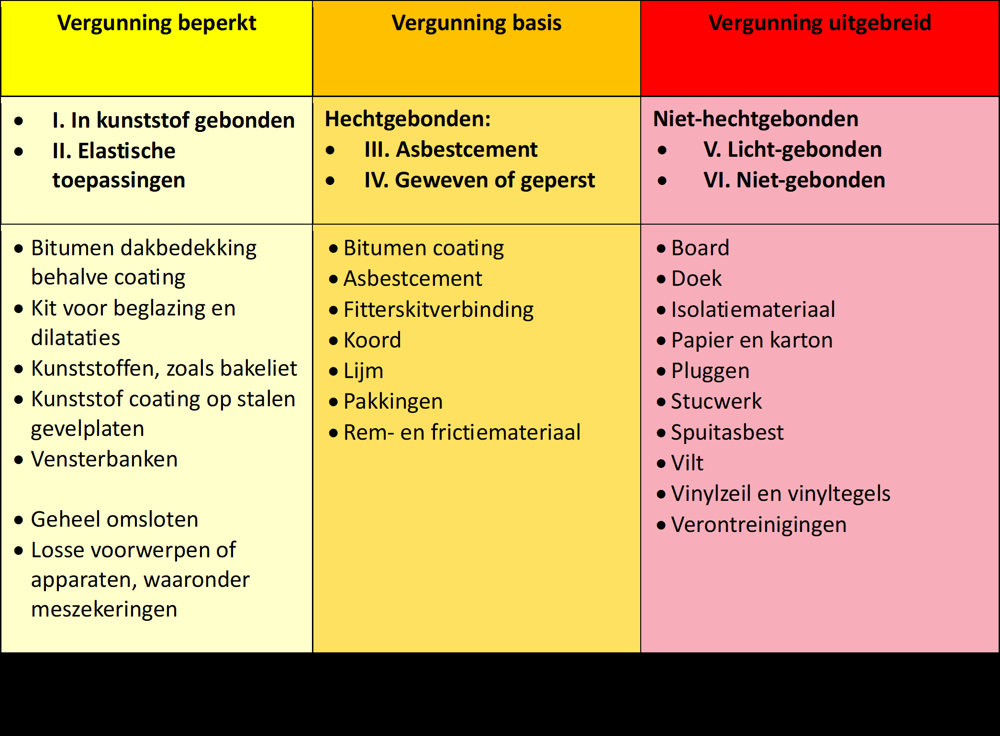 Vergunning beperkt
Vergunning basis
Vergunning uitgebreid
• I. In kunststof gebonden
• II. Elastische
toepassingen
Hechtgebonden:
• III. Asbestcement
• IV. Geweven of geperst
Niet-hechtgebonden
• V. Licht-gebonden
• VI. Niet-gebonden
• Bitumen dakbedekking
behalve coating
• Kit voor beglazing en
dilataties
• Kunststoffen, zoals bakeliet
• Kunststof coating op stalen
gevelplaten
• Vensterbanken
• Geheel omsloten
• Losse voorwerpen of
apparaten, waaronder
meszekeringen
• Bitumen coating
• Asbestcement
• Fitterskitverbinding
• Koord
• Lijm
• Pakkingen
• Rem- en frictiemateriaal
• Board
• Doek
• Isolatiemateriaal
• Papier en karton
• Pluggen
• Stucwerk
• Spuitasbest
• Vilt
• Vinylzeil en vinyltegels
• Verontreinigingen